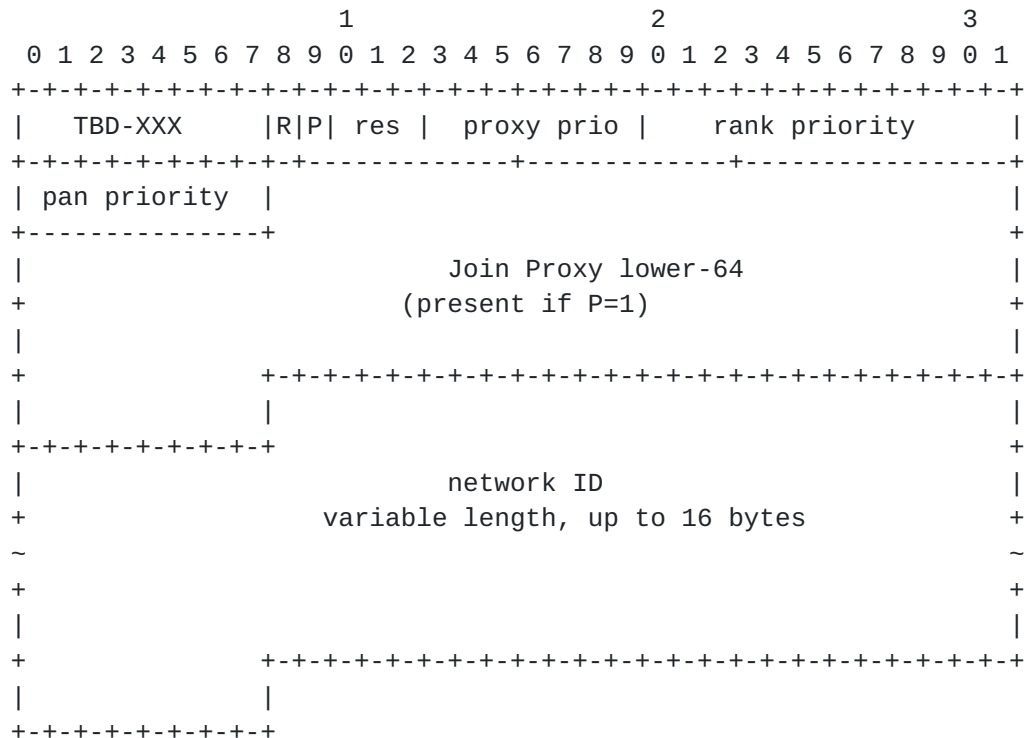 1                   2                   3
 0 1 2 3 4 5 6 7 8 9 0 1 2 3 4 5 6 7 8 9 0 1 2 3 4 5 6 7 8 9 0 1
+-+-+-+-+-+-+-+-+-+-+-+-+-+-+-+-+-+-+-+-+-+-+-+-+-+-+-+-+-+-+-+-+
|   TBD-XXX     |R|P| res |  proxy prio |    rank priority      |
+-+-+-+-+-+-+-+-+-+-------------+-------------+-----------------+
| pan priority  |                                               |
+---------------+                                               +
|                           Join Proxy lower-64                 |
+                        (present if P=1)                       +
|                                                               |
+               +-+-+-+-+-+-+-+-+-+-+-+-+-+-+-+-+-+-+-+-+-+-+-+-+
|               |                                               |
+-+-+-+-+-+-+-+-+                                               +
|                           network ID                          |
+                   variable length, up to 16 bytes             +
~                                                               ~
+                                                               +
|                                                               |
+               +-+-+-+-+-+-+-+-+-+-+-+-+-+-+-+-+-+-+-+-+-+-+-+-+
|               |
+-+-+-+-+-+-+-+-+